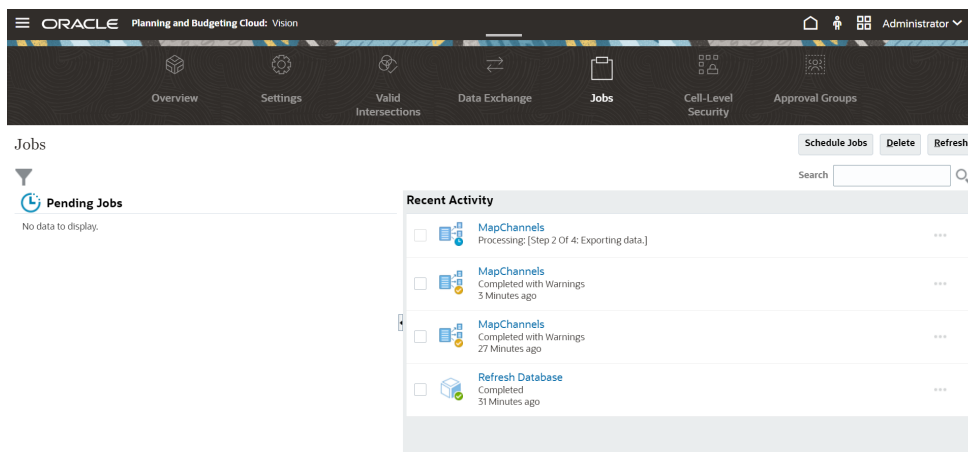 ORACLE Planning and Budgeting Cloud: Vision
Administrator
Overview
Settings
Valid
Intersections
Data Exchange
Jobs
Cell-Level
Security
Approval Groups
Jobs
Schedule Jobs
Delete
Refresh
Search
Pending Jobs
No data to display.
Recent Activity
MapChannels
Processing: [Step 2 Of 4: Exporting data.]
MapChannels
Completed with Warnings
3 Minutes ago
MapChannels
Completed with Warnings
27 Minutes ago
Refresh Database
Completed
31 Minutes ago